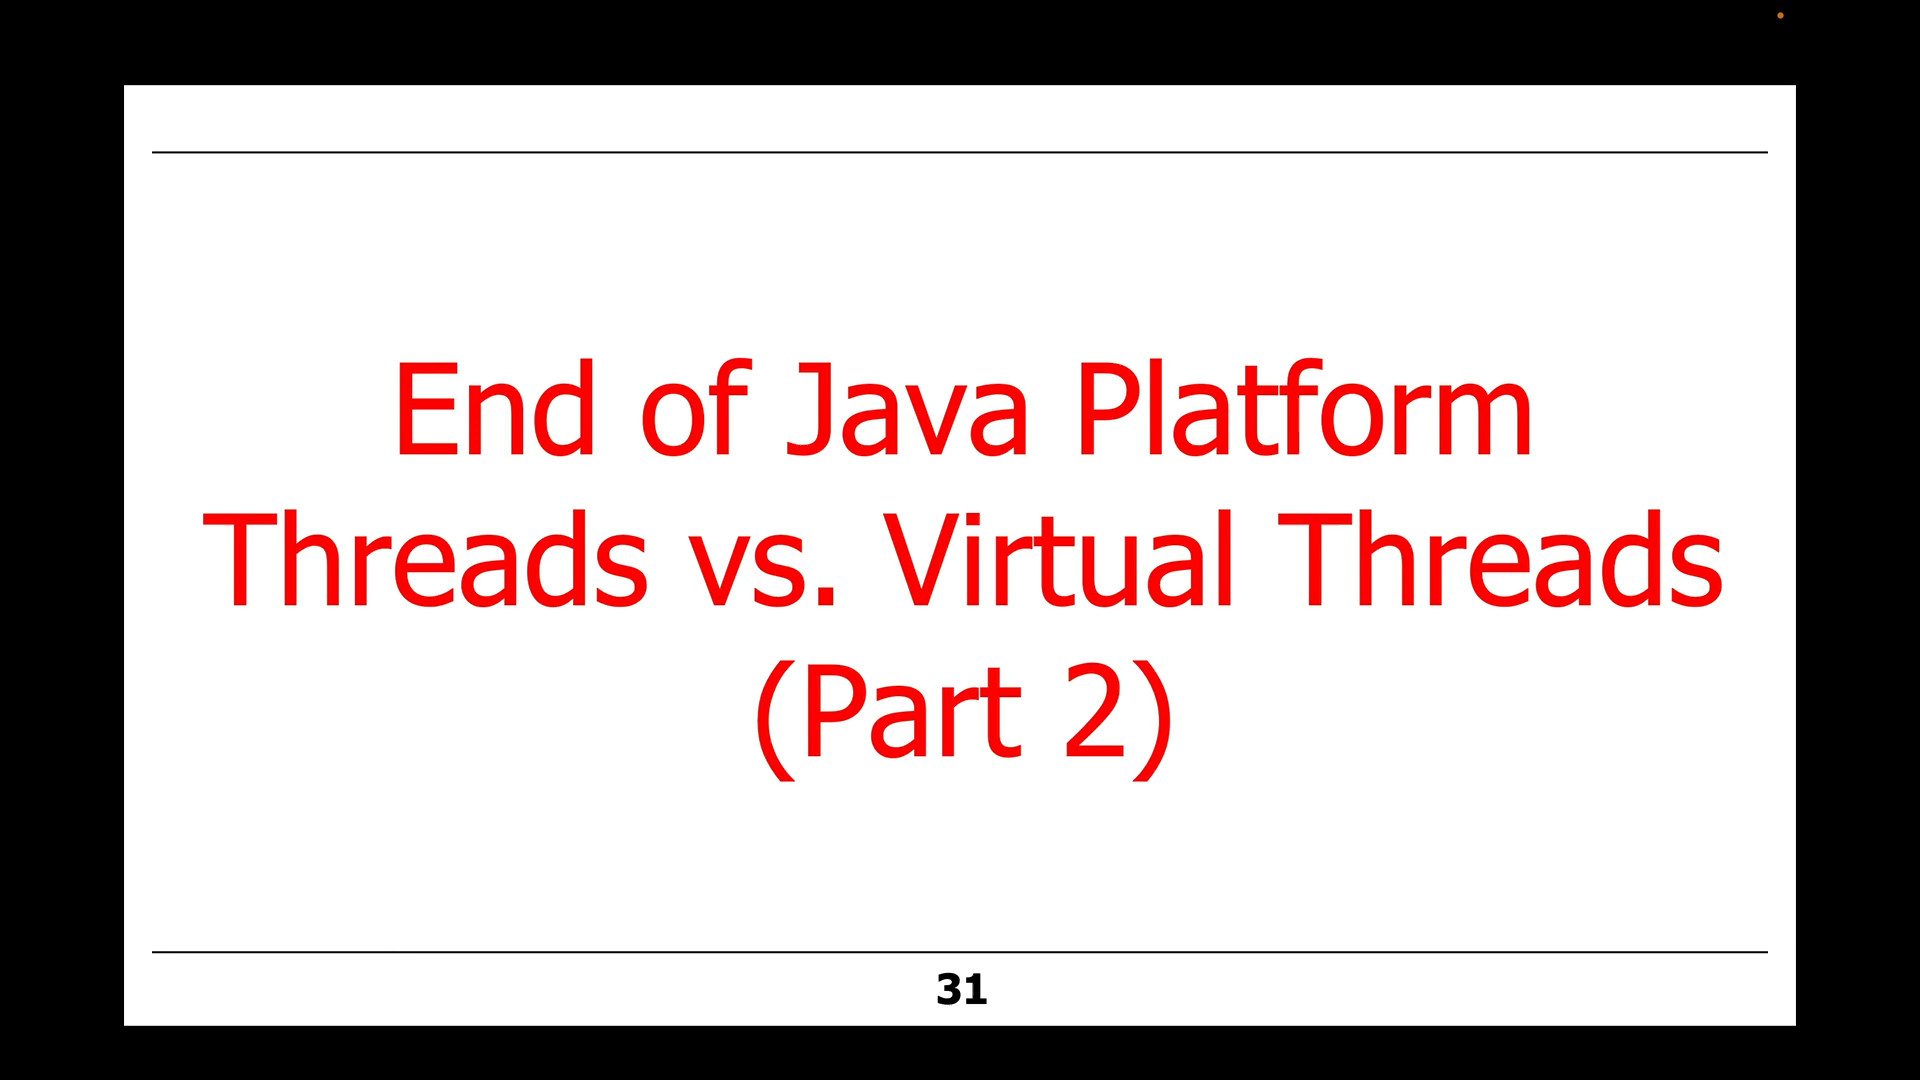 End of Java Platform
Threads vs. Virtual Threads
(Part 2)
31